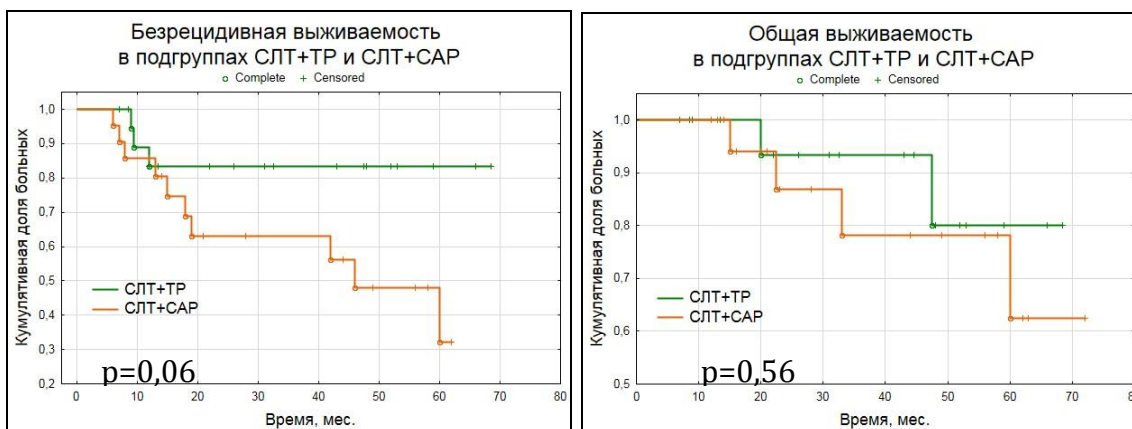 Безрецидивная выживаемость
в подгруппах СЛТ+ТР и СЛТ+САР
Complete + Censored
Кумулятивная доля больных
1,0
0,9
0,8
0,7
0,6
0,5
0,4
0,3
0,2
СЛТ+ТР
СЛТ+САР
p=0,06
0 10 20 30 40 50 60 70 80
Время, мес.
Общая выживаемость
в подгруппах СЛТ+ТР и СЛТ+САР
Complete + Censored
Кумулятивная доля больных
1,0
0,9
0,8
0,7
0,6
0,5
СЛТ+ТР
СЛТ+САР
p=0,56
0 10 20 30 40 50 60 70 80
Время, мес.